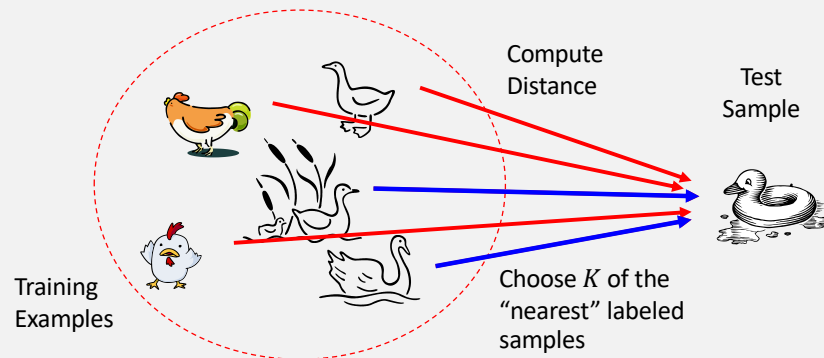 Compute
Distance
Test
Sample
Training
Examples
Choose K of the
“nearest” labeled
samples